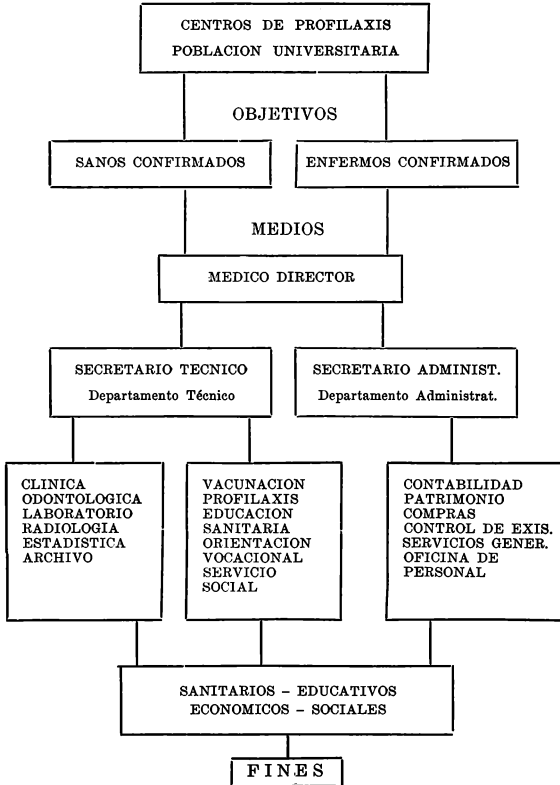 CENTROS DE PROFILAXIS
POBLACION UNIVERSITARIA
OBJETIVOS
SANOS CONFIRMADOS
ENFERMOS CONFIRMADOS
MEDIOS
MEDICO DIRECTOR
SECRETARIO TECNICO
Departamento Técnico
SECRETARIO ADMINIST.
Departamento Administrat.
CLINICA
ODONTOLOGICA
LABORATORIO
RADIOLOGIA
ESTADISTICA
ARCHIVO
VACUNACION
PROFILAXIS
EDUCACION
SANITARIA
ORIENTACION
VOCACIONAL
SERVICIO
SOCIAL
CONTABILIDAD
PATRIMONIO
COMPRAS
CONTROL DE EXIS.
SERVICIOS GENER.
OFICINA DE
PERSONAL
SANITARIOS - EDUCATIVOS
ECONOMICOS - SOCIALES
FINES